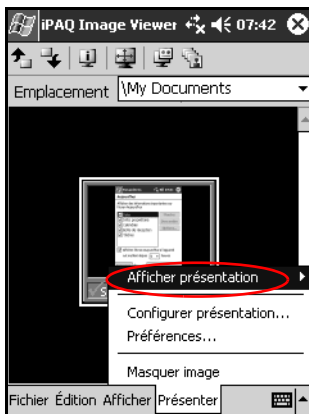 iPAQ Image Viewer 07:42
Emplacement \My Documents
Afficher présentation
Configurer présentation...
Préférences...
Masquer image
Fichier Édition Afficher Présenter